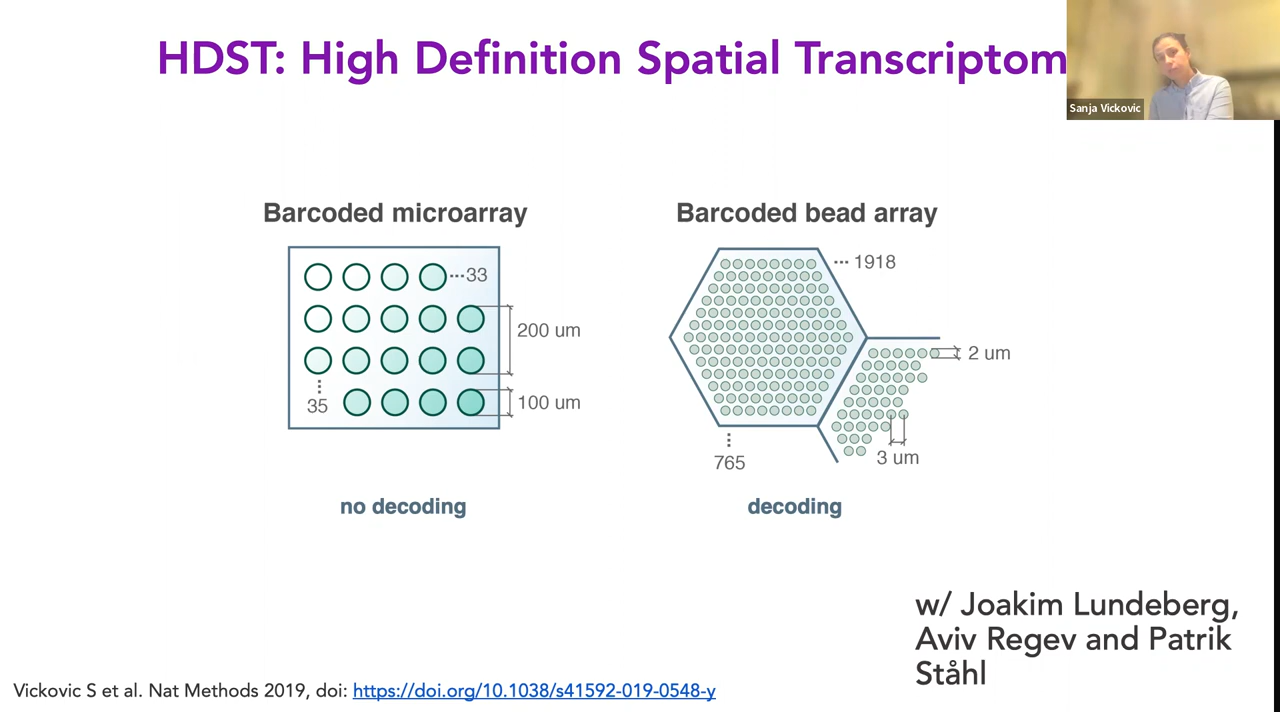 HDST: High Definition Spatial Transcriptom
Sanja Vickovic
Barcoded microarray
Barcoded bead array
···33
··· 1918
200 um
2 um
35
100 um
3 um
765
no decoding
decoding
w/ Joakim Lundeberg,
Aviv Regev and Patrik
Ståhl
Vickovic S et al. Nat Methods 2019, doi: https://doi.org/10.1038/s41592-019-0548-y